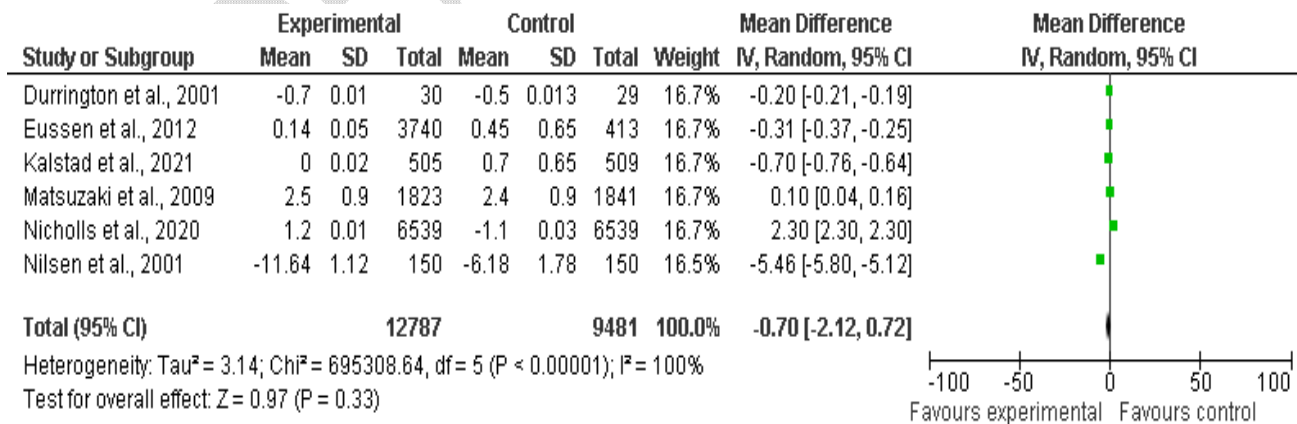 Experimental Control Mean Difference Mean Difference
Study or Subgroup Mean SD Total Mean SD Total Weight IV, Random, 95% CI IV, Random, 95% CI
Durrington et al., 2001 -0.7 0.01 30 -0.5 0.013 29 16.7% -0.20 [-0.21, -0.19]
Eussen et al., 2012 0.14 0.05 3740 0.45 0.65 413 16.7% -0.31 [-0.37, -0.25]
Kalstad et al., 2021 0 0.02 505 0.7 0.65 509 16.7% -0.70 [-0.76, -0.64]
Matsuzaki et al., 2009 2.5 0.9 1823 2.4 0.9 1841 16.7% 0.10 [0.04, 0.16]
Nicholls et al., 2020 1.2 0.01 6539 -1.1 0.03 6539 16.7% 2.30 [2.30, 2.30]
Nilsen et al., 2001 -11.64 1.12 150 -6.18 1.78 150 16.5% -5.46 [-5.80, -5.12]
Total (95% CI) 12787 9481 100.0% -0.70 [-2.12, 0.72]
Heterogeneity: Tau² = 3.14; Chi² = 695308.64, df = 5 (P < 0.00001); I² = 100%
Test for overall effect: Z = 0.97 (P = 0.33)
-100 -50 0 50 100
Favours experimental Favours control